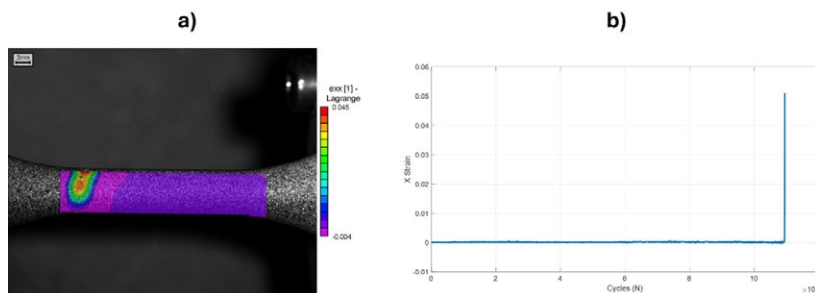 a)
b)
exx [1] -
Lagrange
0.045
-0.004
0.06
0.05
0.04
0.03
0.02
0.01
0
-0.01
X Strain
0 2 4 6 8 10
Cycles (N)